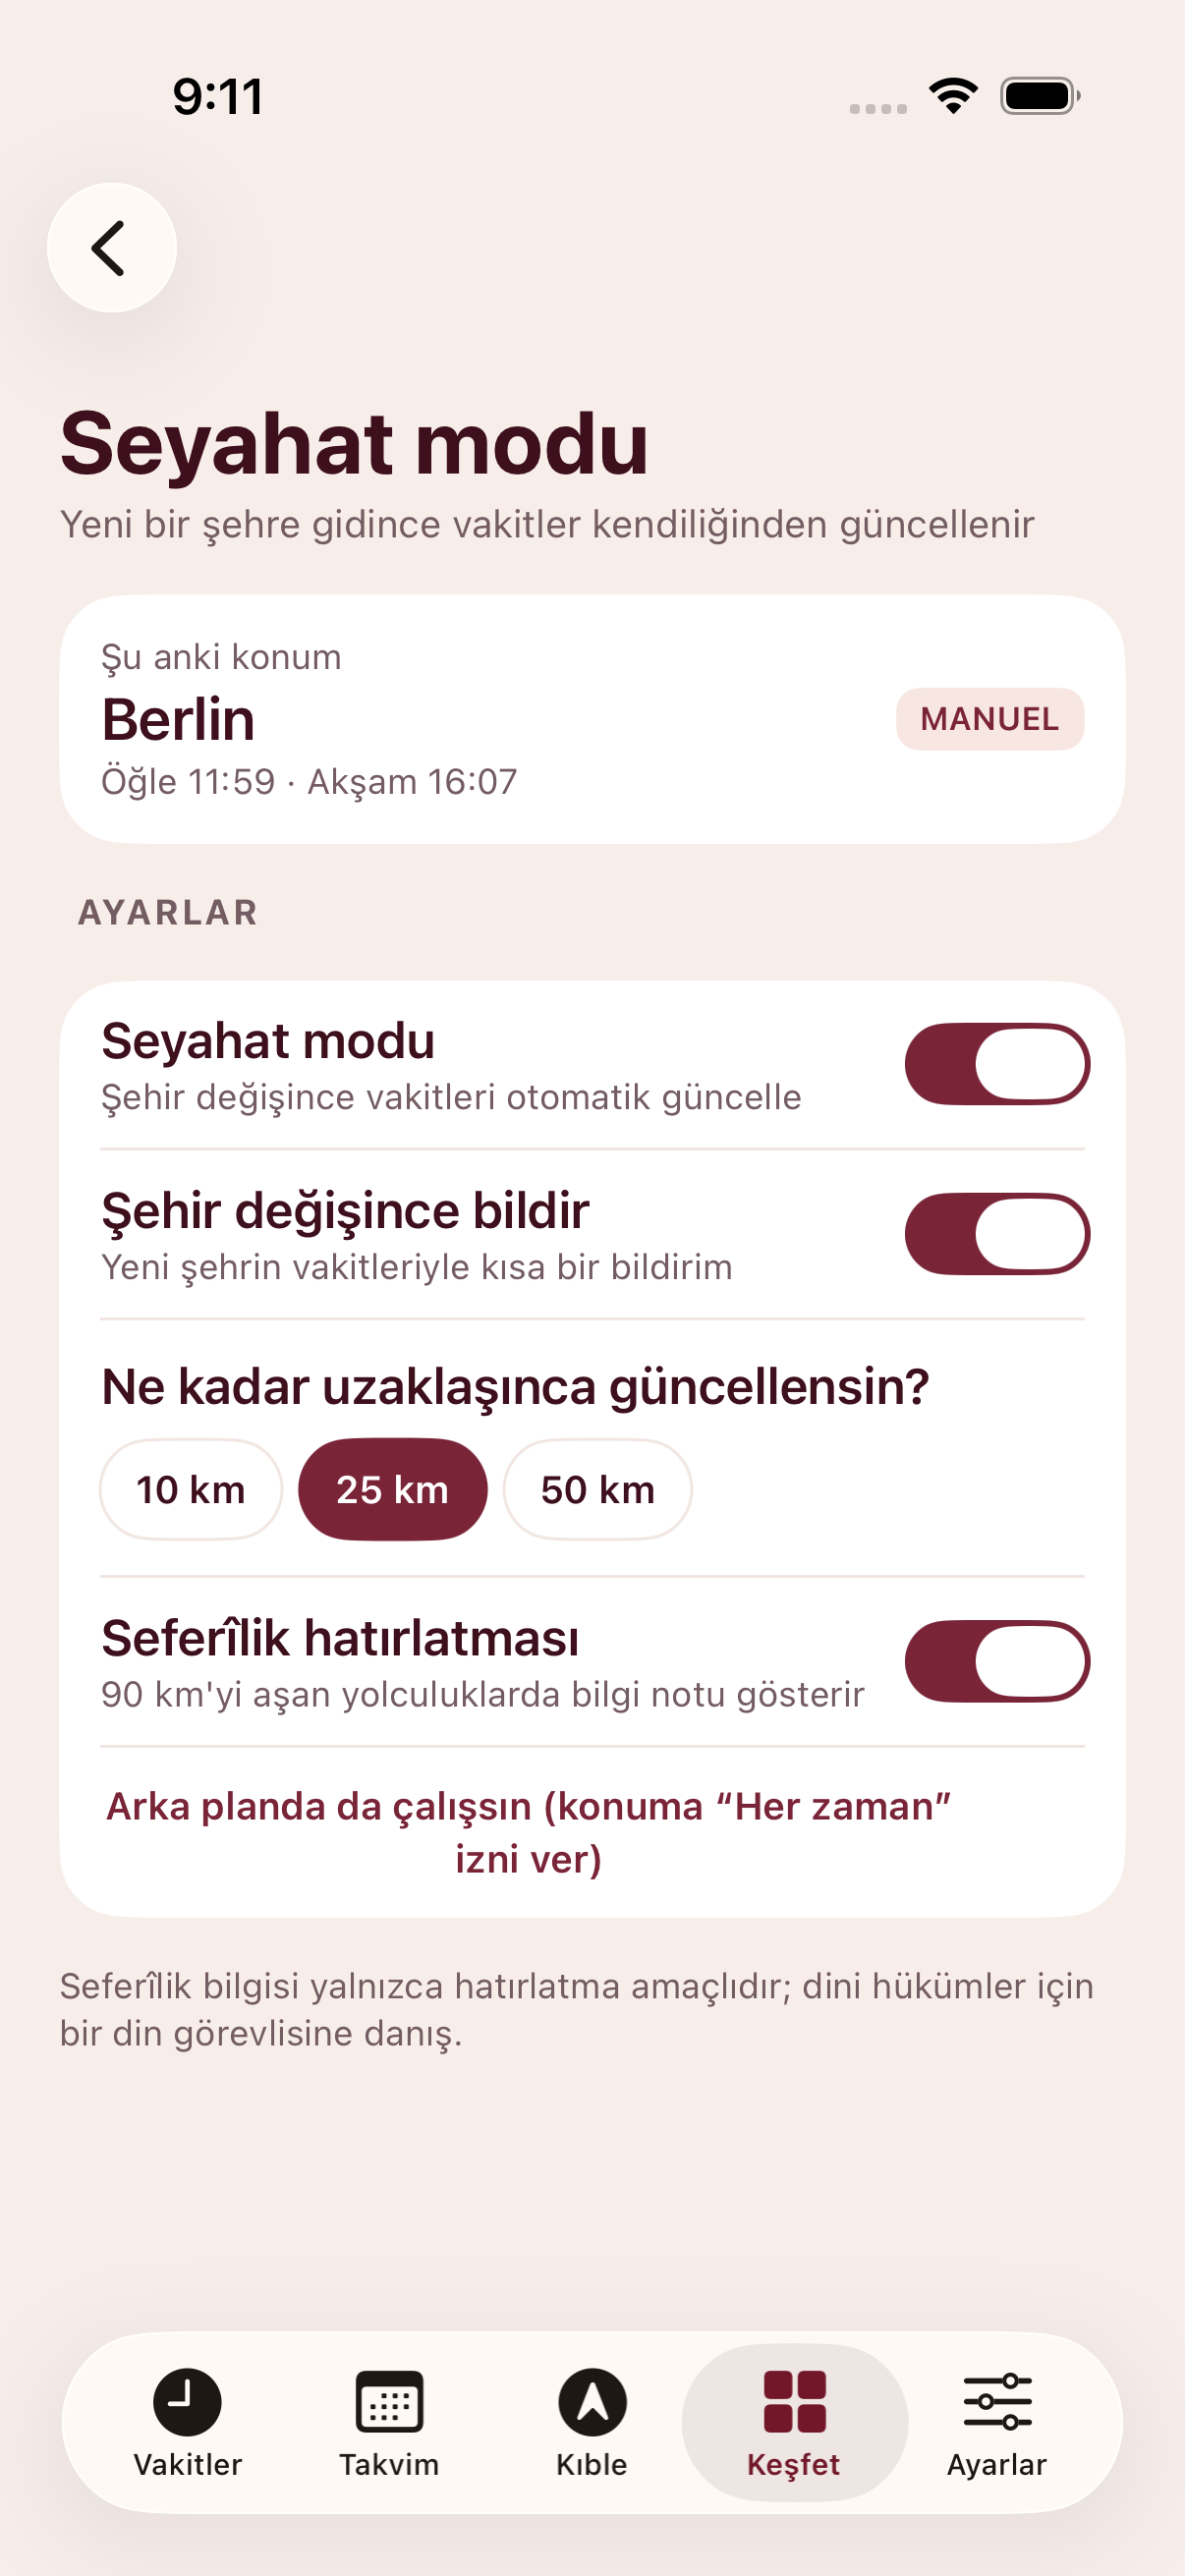 9:11
Seyahat modu
Yeni bir şehre gidince vakitler kendiliğinden güncellenir
Şu anki konum
Berlin
MANUEL
Öğle 11:59 · Akşam 16:07
AYARLAR
Seyahat modu
Şehir değişince vakitleri otomatik güncelle
Şehir değişince bildir
Yeni şehrin vakitleriyle kısa bir bildirim
Ne kadar uzaklaşınca güncellensin?
10 km 25 km 50 km
Seferîlik hatırlatması
90 km'yi aşan yolculuklarda bilgi notu gösterir
Arka planda da çalışsın (konuma “Her zaman”
izni ver)
Seferîlik bilgisi yalnızca hatırlatma amaçlıdır; dini hükümler için
bir din görevlisine danış.
Vakitler Takvim Kıble Keşfet Ayarlar